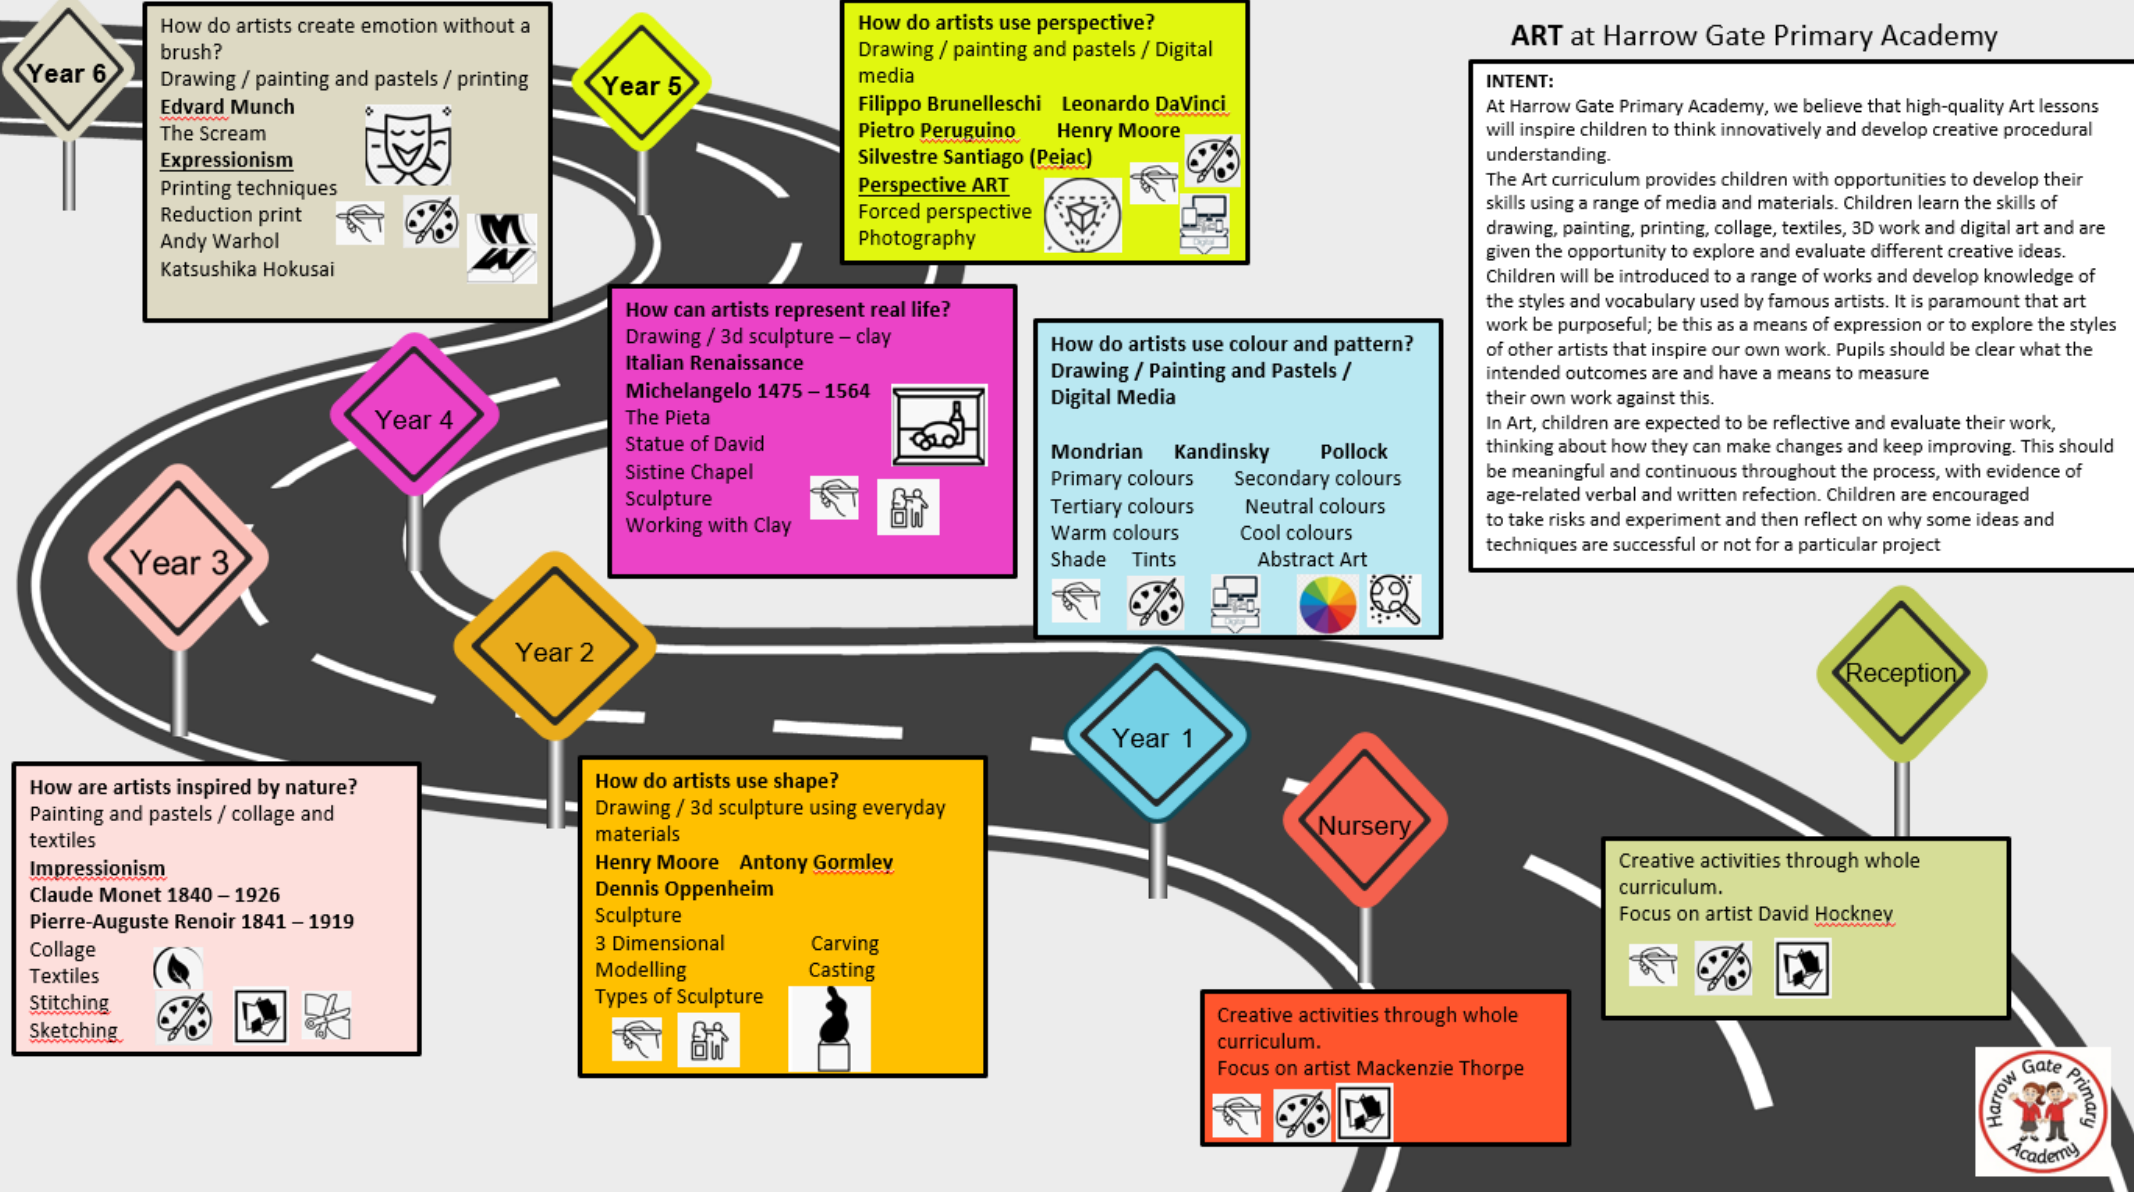 ART at Harrow Gate Primary Academy
INTENT:
At Harrow Gate Primary Academy, we believe that high-quality Art lessons
will inspire children to think innovatively and develop creative procedural
understanding.
The Art curriculum provides children with opportunities to develop their
skills using a range of media and materials. Children learn the skills of
drawing, painting, printing, collage, textiles, 3D work and digital art and are
given the opportunity to explore and evaluate different creative ideas.
Children will be introduced to a range of works and develop knowledge of
the styles and vocabulary used by famous artists. It is paramount that art
work be purposeful; be this as a means of expression or to explore the styles
of other artists that inspire our own work. Pupils should be clear what the
intended outcomes are and have a means to measure
their own work against this.
In Art, children are expected to be reflective and evaluate their work,
thinking about how they can make changes and keep improving. This should
be meaningful and continuous throughout the process, with evidence of
age-related verbal and written refection. Children are encouraged
to take risks and experiment and then reflect on why some ideas and
techniques are successful or not for a particular project
Year 6
How do artists create emotion without a
brush?
Drawing / painting and pastels / printing
Edvard Munch
The Scream
Expressionism
Printing techniques
Reduction print
Andy Warhol
Katsushika Hokusai
Year 5
How do artists use perspective?
Drawing / painting and pastels / Digital
media
Filippo Brunelleschi Leonardo DaVinci
Pietro Peruguino Henry Moore
Silvestre Santiago (Pejac)
Perspective ART
Forced perspective
Photography
Digital
Year 4
How can artists represent real life?
Drawing / 3d sculpture – clay
Italian Renaissance
Michelangelo 1475 – 1564
The Pieta
Statue of David
Sistine Chapel
Sculpture
Working with Clay
How do artists use colour and pattern?
Drawing / Painting and Pastels /
Digital Media
Mondrian Kandinsky Pollock
Primary colours Secondary colours
Tertiary colours Neutral colours
Warm colours Cool colours
Shade Tints Abstract Art
Digital
Year 3
Year 2
Year 1
Nursery
Reception
How are artists inspired by nature?
Painting and pastels / collage and
textiles
Impressionism
Claude Monet 1840 – 1926
Pierre-Auguste Renoir 1841 – 1919
Collage
Textiles
Stitching
Sketching
How do artists use shape?
Drawing / 3d sculpture using everyday
materials
Henry Moore Antony Gormley
Dennis Oppenheim
Sculpture
3 Dimensional Carving
Modelling Casting
Types of Sculpture
Creative activities through whole
curriculum.
Focus on artist Mackenzie Thorpe
Creative activities through whole
curriculum.
Focus on artist David Hockney
Harrow Gate Primary
Academy